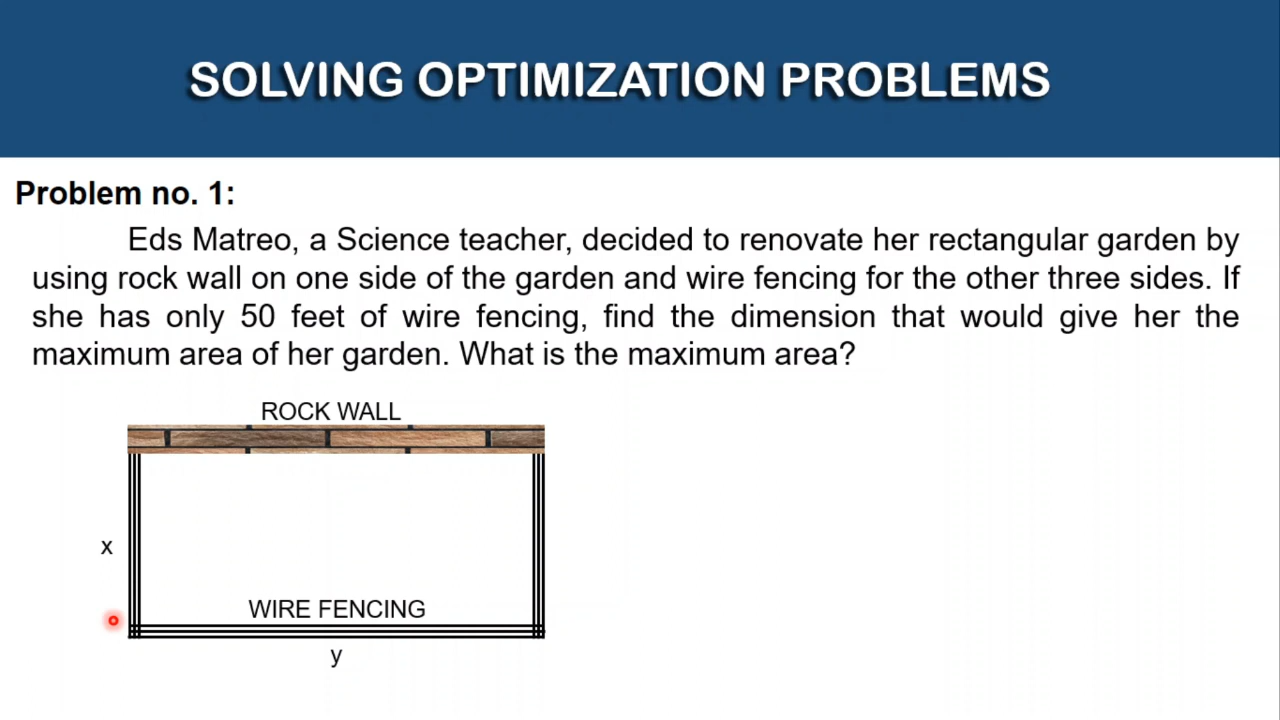 SOLVING OPTIMIZATION PROBLEMS
Problem no. 1:
Eds Matreo, a Science teacher, decided to renovate her rectangular garden by
using rock wall on one side of the garden and wire fencing for the other three sides. If
she has only 50 feet of wire fencing, find the dimension that would give her the
maximum area of her garden. What is the maximum area?
ROCK WALL
x
WIRE FENCING
y